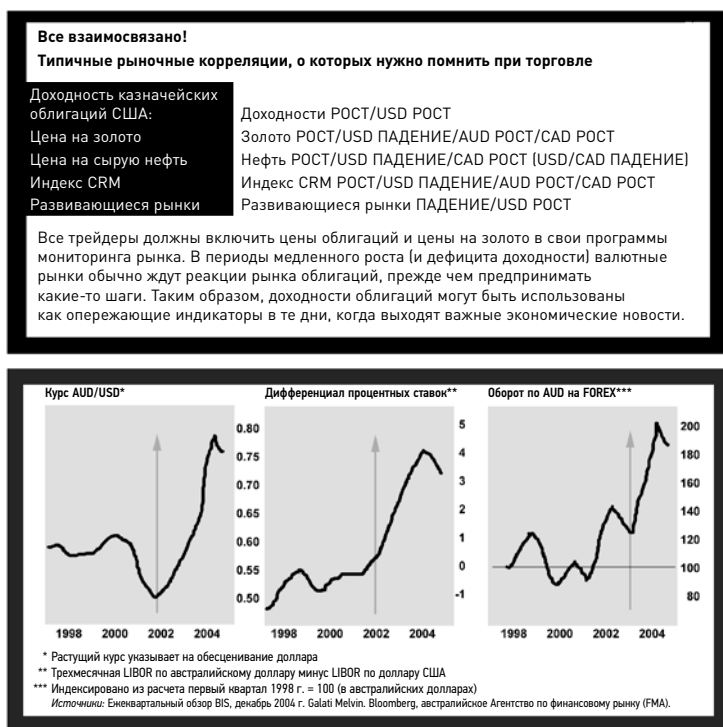 Все взаимосвязано!
Типичные рыночные корреляции, о которых нужно помнить при торговле
Доходность казначейских
облигаций США: Доходности РОСТ/USD РОСТ
Цена на золото Золото РОСТ/USD ПАДЕНИЕ/AUD РОСТ/CAD РОСТ
Цена на сырую нефть Нефть РОСТ/USD ПАДЕНИЕ/CAD РОСТ (USD/CAD ПАДЕНИЕ)
Индекс CRM Индекс CRM РОСТ/USD ПАДЕНИЕ/AUD РОСТ/CAD РОСТ
Развивающиеся рынки Развивающиеся рынки ПАДЕНИЕ/USD РОСТ
Все трейдеры должны включить цены облигаций и цены на золото в свои программы
мониторинга рынка. В периоды медленного роста (и дефицита доходности) валютные
рынки обычно ждут реакции рынка облигаций, прежде чем предпринимать
какие-то шаги. Таким образом, доходности облигаций могут быть использованы
как опережающие индикаторы в те дни, когда выходят важные экономические новости.
Курс AUD/USD*
0.80
0.75
0.70
0.65
0.60
0.55
0.50
1998 2000 2002 2004
Дифференциал процентных ставок**
5
4
3
2
1
0
-1
1998 2000 2002 2004
Оборот по AUD на FOREX***
200
180
160
140
120
100
80
1998 2000 2002 2004
* Растущий курс указывает на обесценивание доллара
** Трехмесячная LIBOR по австралийскому доллару минус LIBOR по доллару США
*** Индексировано из расчета первый квартал 1998 г. = 100 (в австралийских долларах)
Источники: Ежеквартальный обзор BIS, декабрь 2004 г. Galati Melvin. Bloomberg, австралийское Агентство по финансовому рынку (FMA).